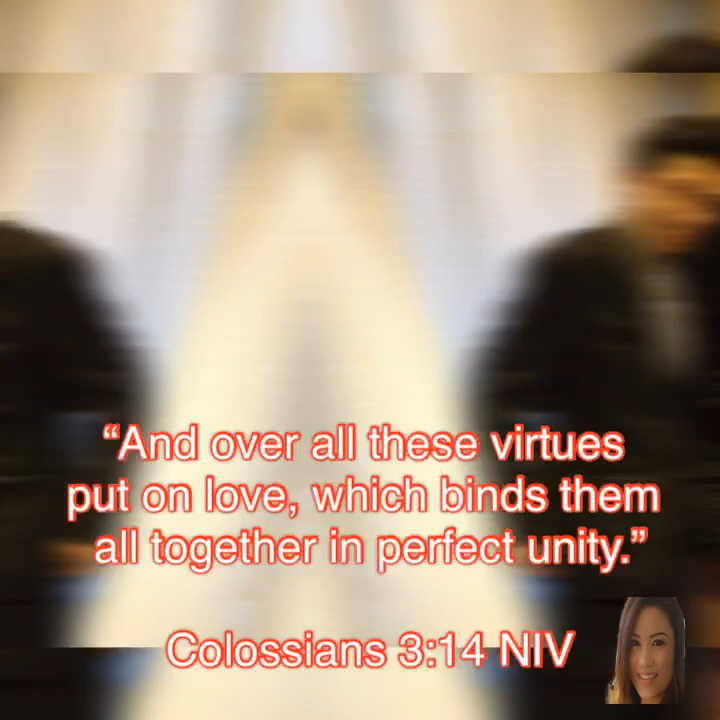 “And over all these virtues
put on love, which binds them
all together in perfect unity.”
Colossians 3:14 NIV